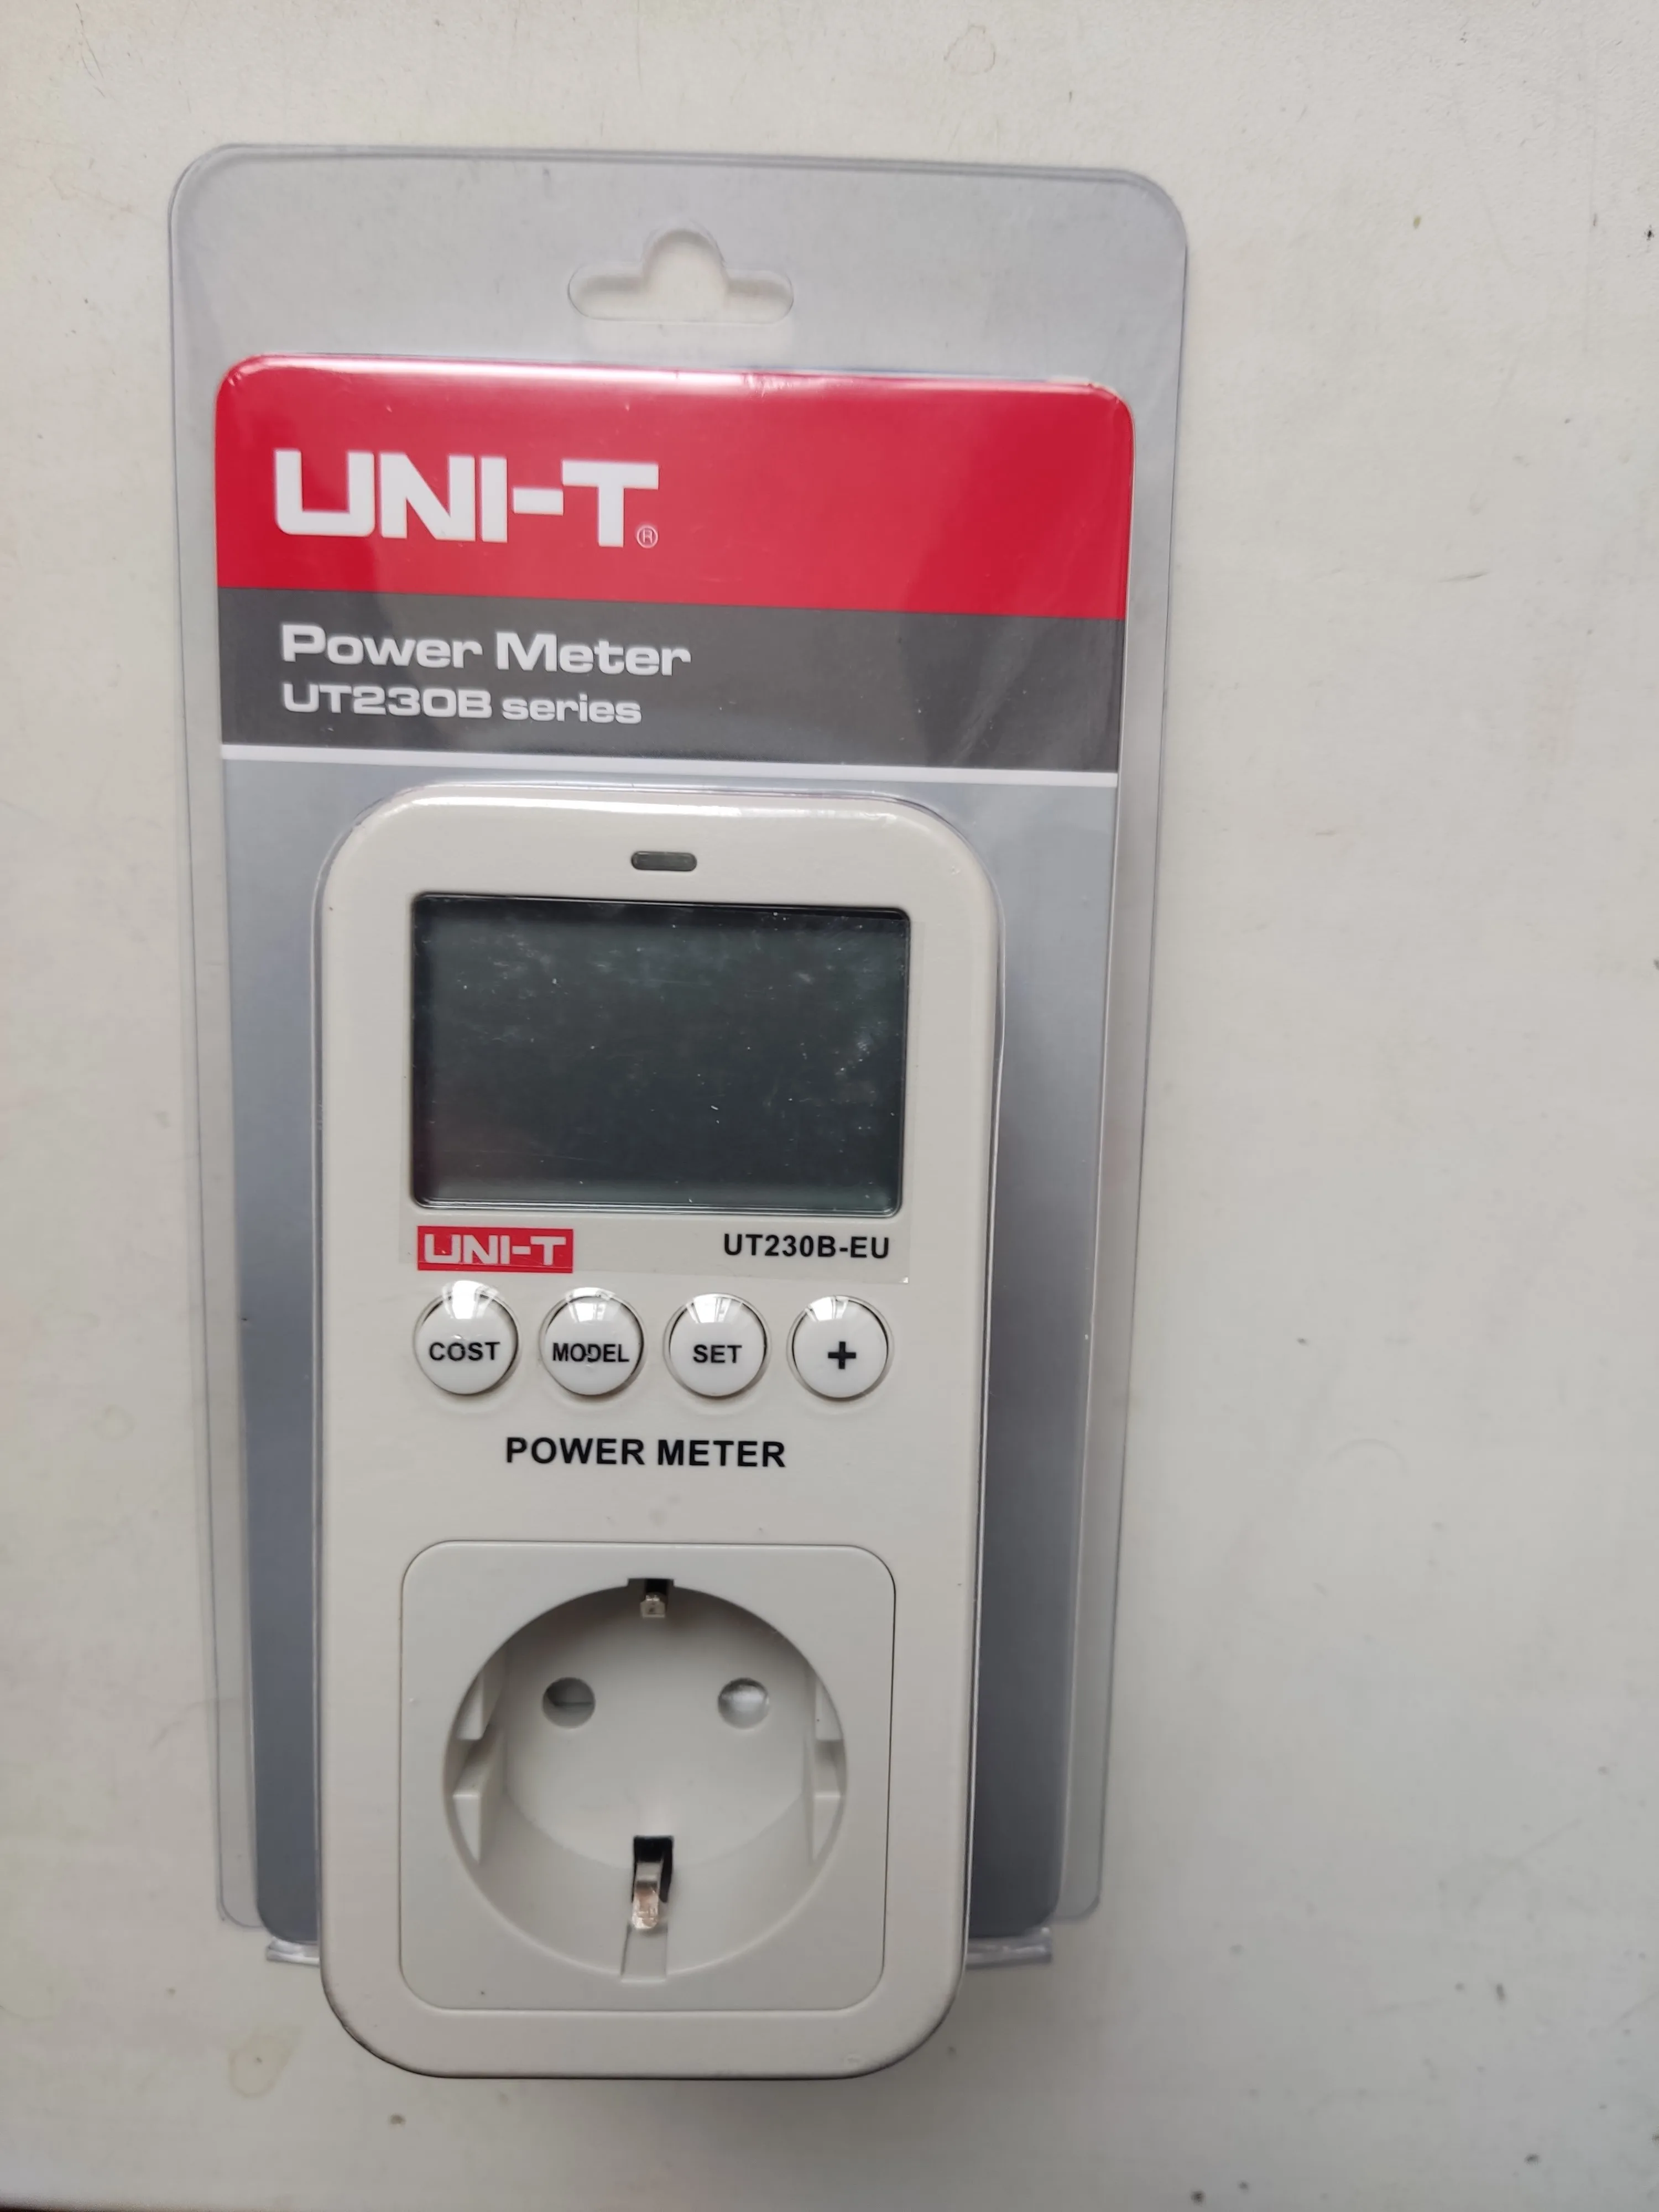 UNI-T®
Power Meter
UT230B series
UNI-T UT230B-EU
COST MODEL SET +
POWER METER